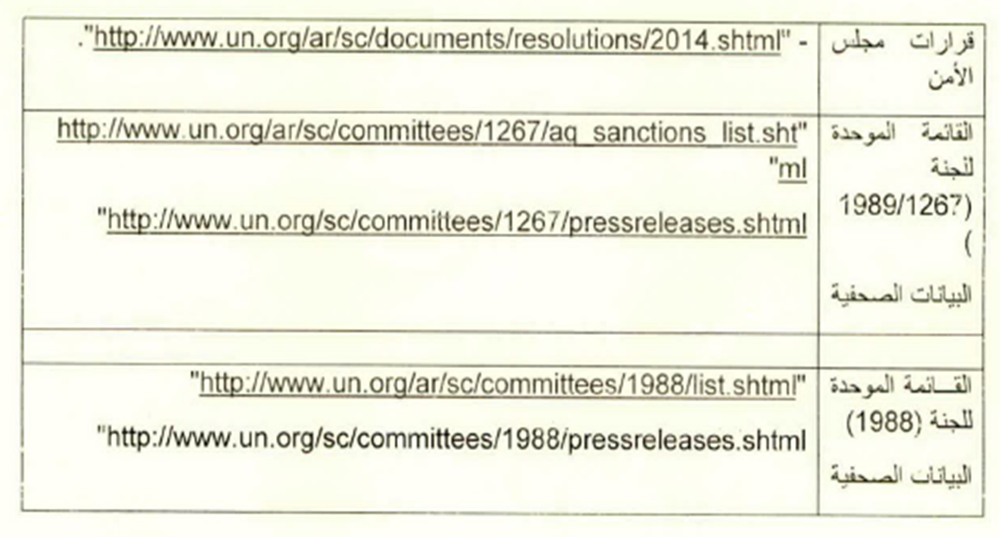 قرارات مجلس
الأمن
- "http://www.un.org/ar/sc/documents/resolutions/2014.shtml".
القائمة الموحدة
لنجنة
(1989/1267
)
البيانات الصحفية
"http://www.un.org/ar/sc/committees/1267/aq_sanctions_list.sht
ml"
http://www.un.org/sc/committees/1267/pressreleases.shtml"
القـــائمة الموحدة
للجنة (1988)
البيانات الصحفية
"http://www.un.org/ar/sc/committees/1988/list.shtml"
http://www.un.org/sc/committees/1988/pressreleases.shtml"